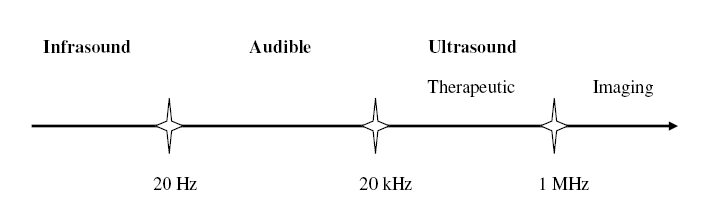 Infrasound Audible Ultrasound
Therapeutic Imaging
20 Hz 20 kHz 1 MHz